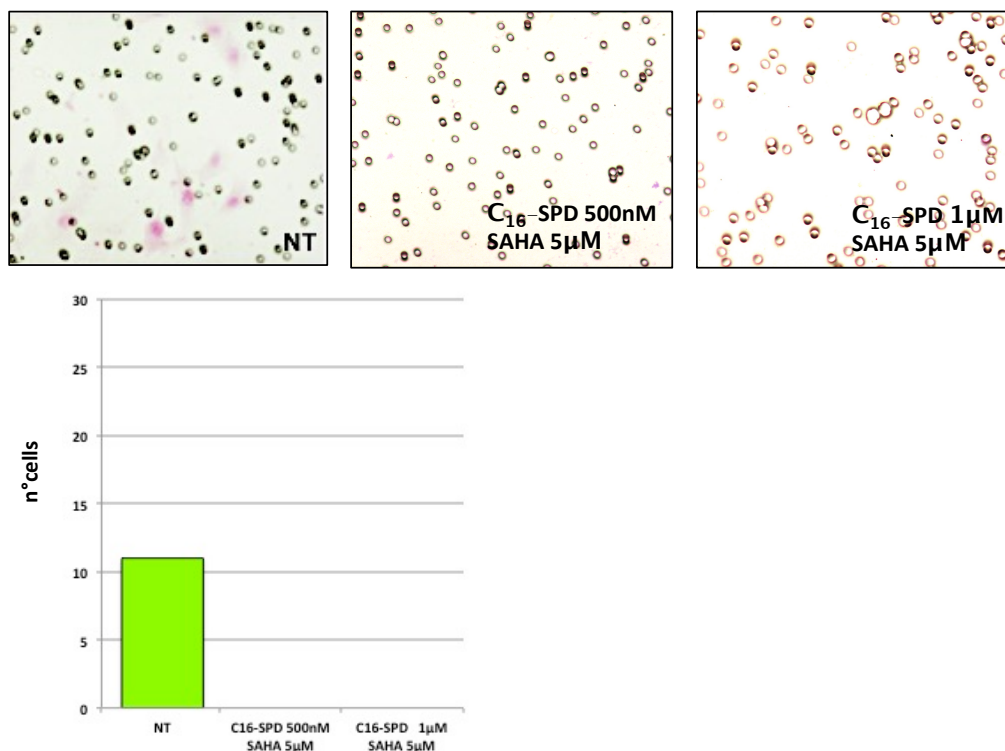 NT
C₁₆–SPD 500nM
SAHA 5μM
C₁₆–SPD 1μM
SAHA 5μM
30
25
20
15
10
5
0
n°cells
NT
C16-SPD 500nM
SAHA 5μM
C16-SPD 1μM
SAHA 5μM